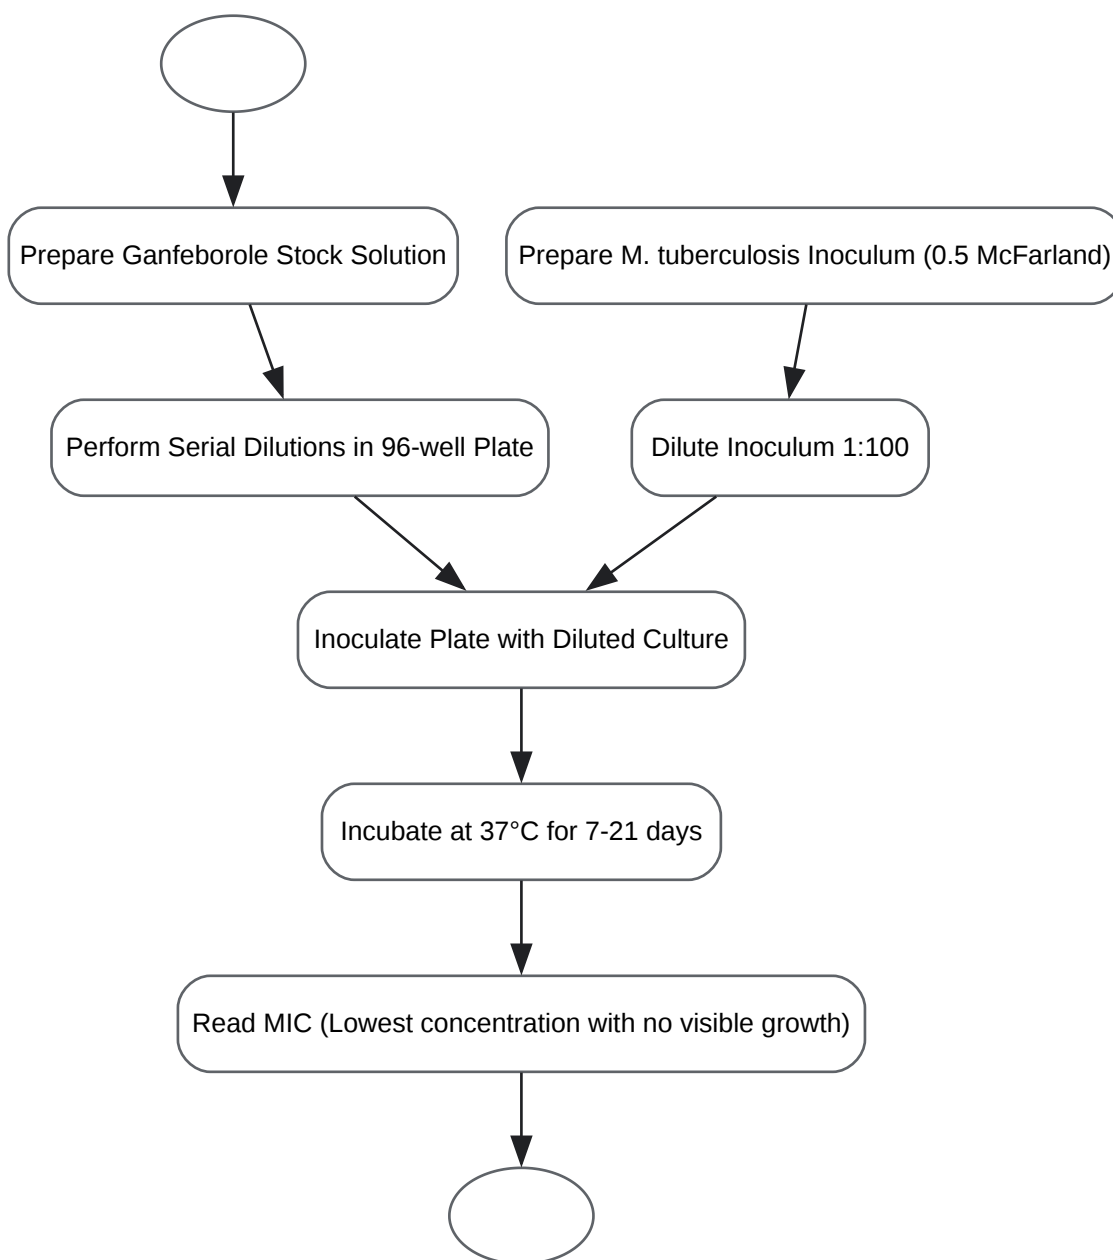 Prepare Ganfeborole Stock Solution
Prepare M. tuberculosis Inoculum (0.5 McFarland)
Perform Serial Dilutions in 96-well Plate
Dilute Inoculum 1:100
Inoculate Plate with Diluted Culture
Incubate at 37°C for 7-21 days
Read MIC (Lowest concentration with no visible growth)